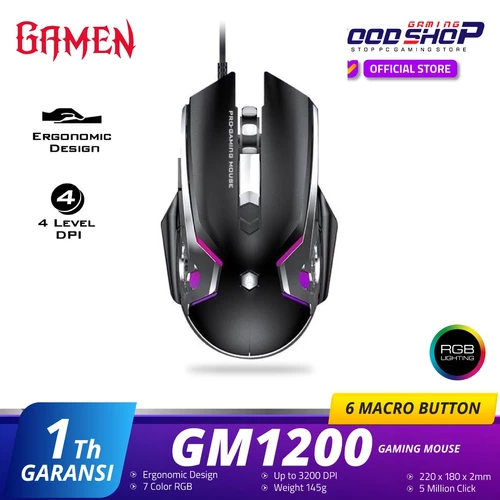 GAMEN
GAMING
OOD SHOP
STOP PC GAMING STORE
OFFICIAL STORE
ERGONOMIC
DESIGN
4
4 LEVEL
DPI
PRO-GAMING MOUSE
RGB
LIGHTING
6 MACRO BUTTON
1Th
GARANSI
GM1200 GAMING MOUSE
• Ergonomic Design
• 7 Color RGB
• Up to 3200 DPI
• Weight 145g
• 220 x 180 x 2mm
• 5 Million Click